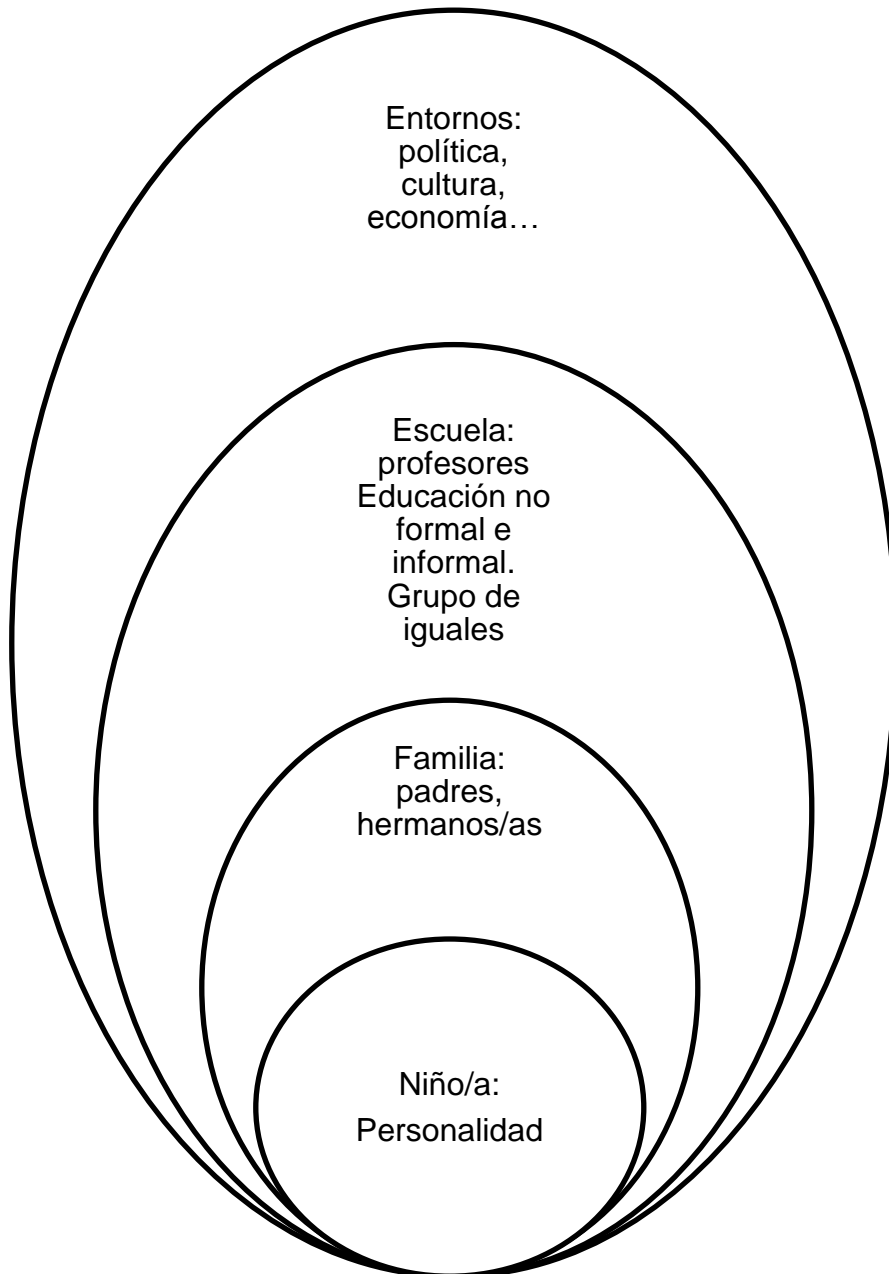 Entornos:
política,
cultura,
economía…
Escuela:
profesores
Educación no
formal e
informal.
Grupo de
iguales
Familia:
padres,
hermanos/as
Niño/a:
Personalidad